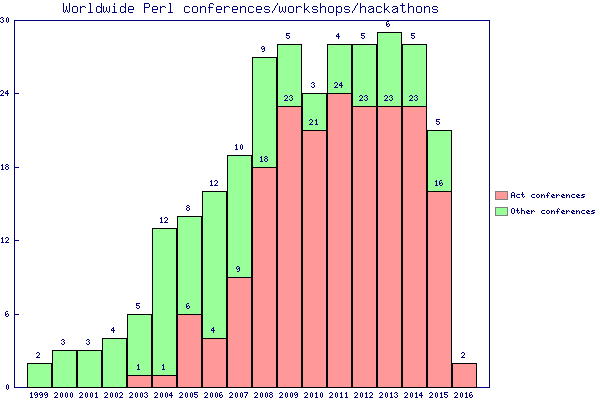 Worldwide Perl conferences/workshops/hackathons
30
24
18
12
6
0
2 3 3 4 5 12 8 12 10 9 5 3 4 5 6 5 5 2
1 1 6 4 9 18 23 21 24 23 23 23 16
1999 2000 2001 2002 2003 2004 2005 2006 2007 2008 2009 2010 2011 2012 2013 2014 2015 2016
Act conferences
Other conferences